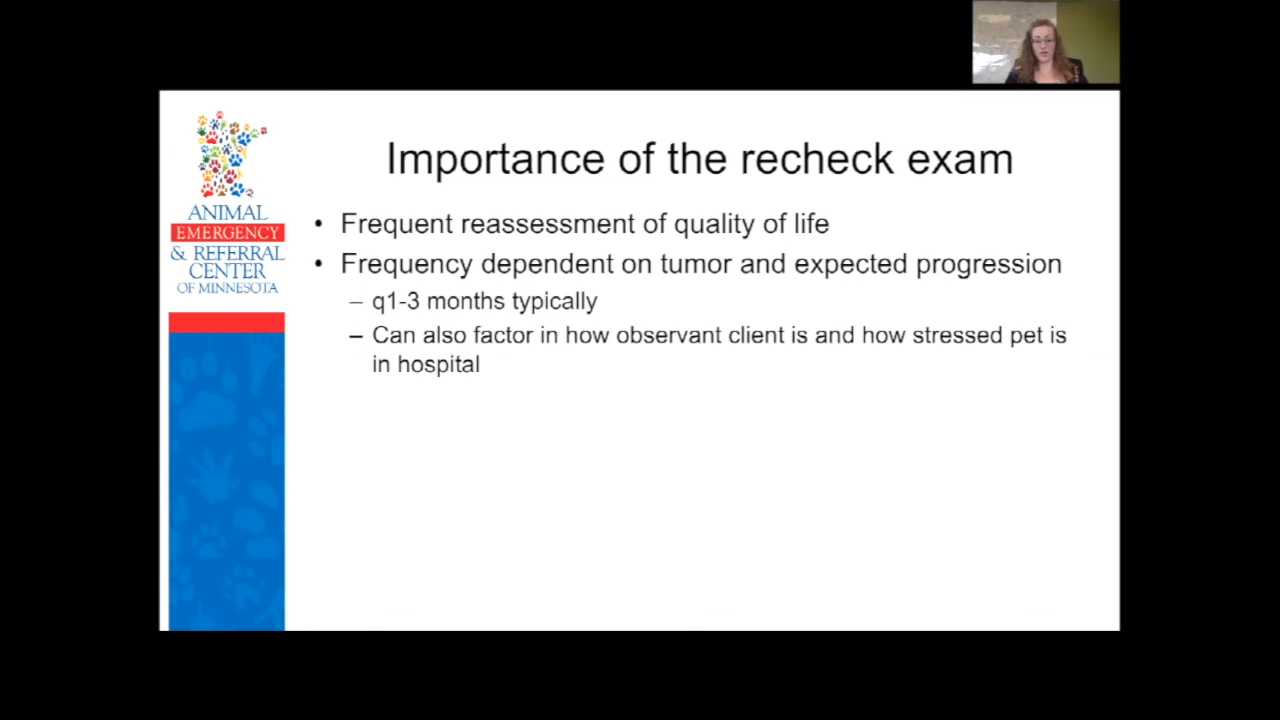 Importance of the recheck exam
ANIMAL
EMERGENCY
& REFERRAL
CENTER
OF MINNESOTA
• Frequent reassessment of quality of life
• Frequency dependent on tumor and expected progression
– q1-3 months typically
– Can also factor in how observant client is and how stressed pet is
in hospital